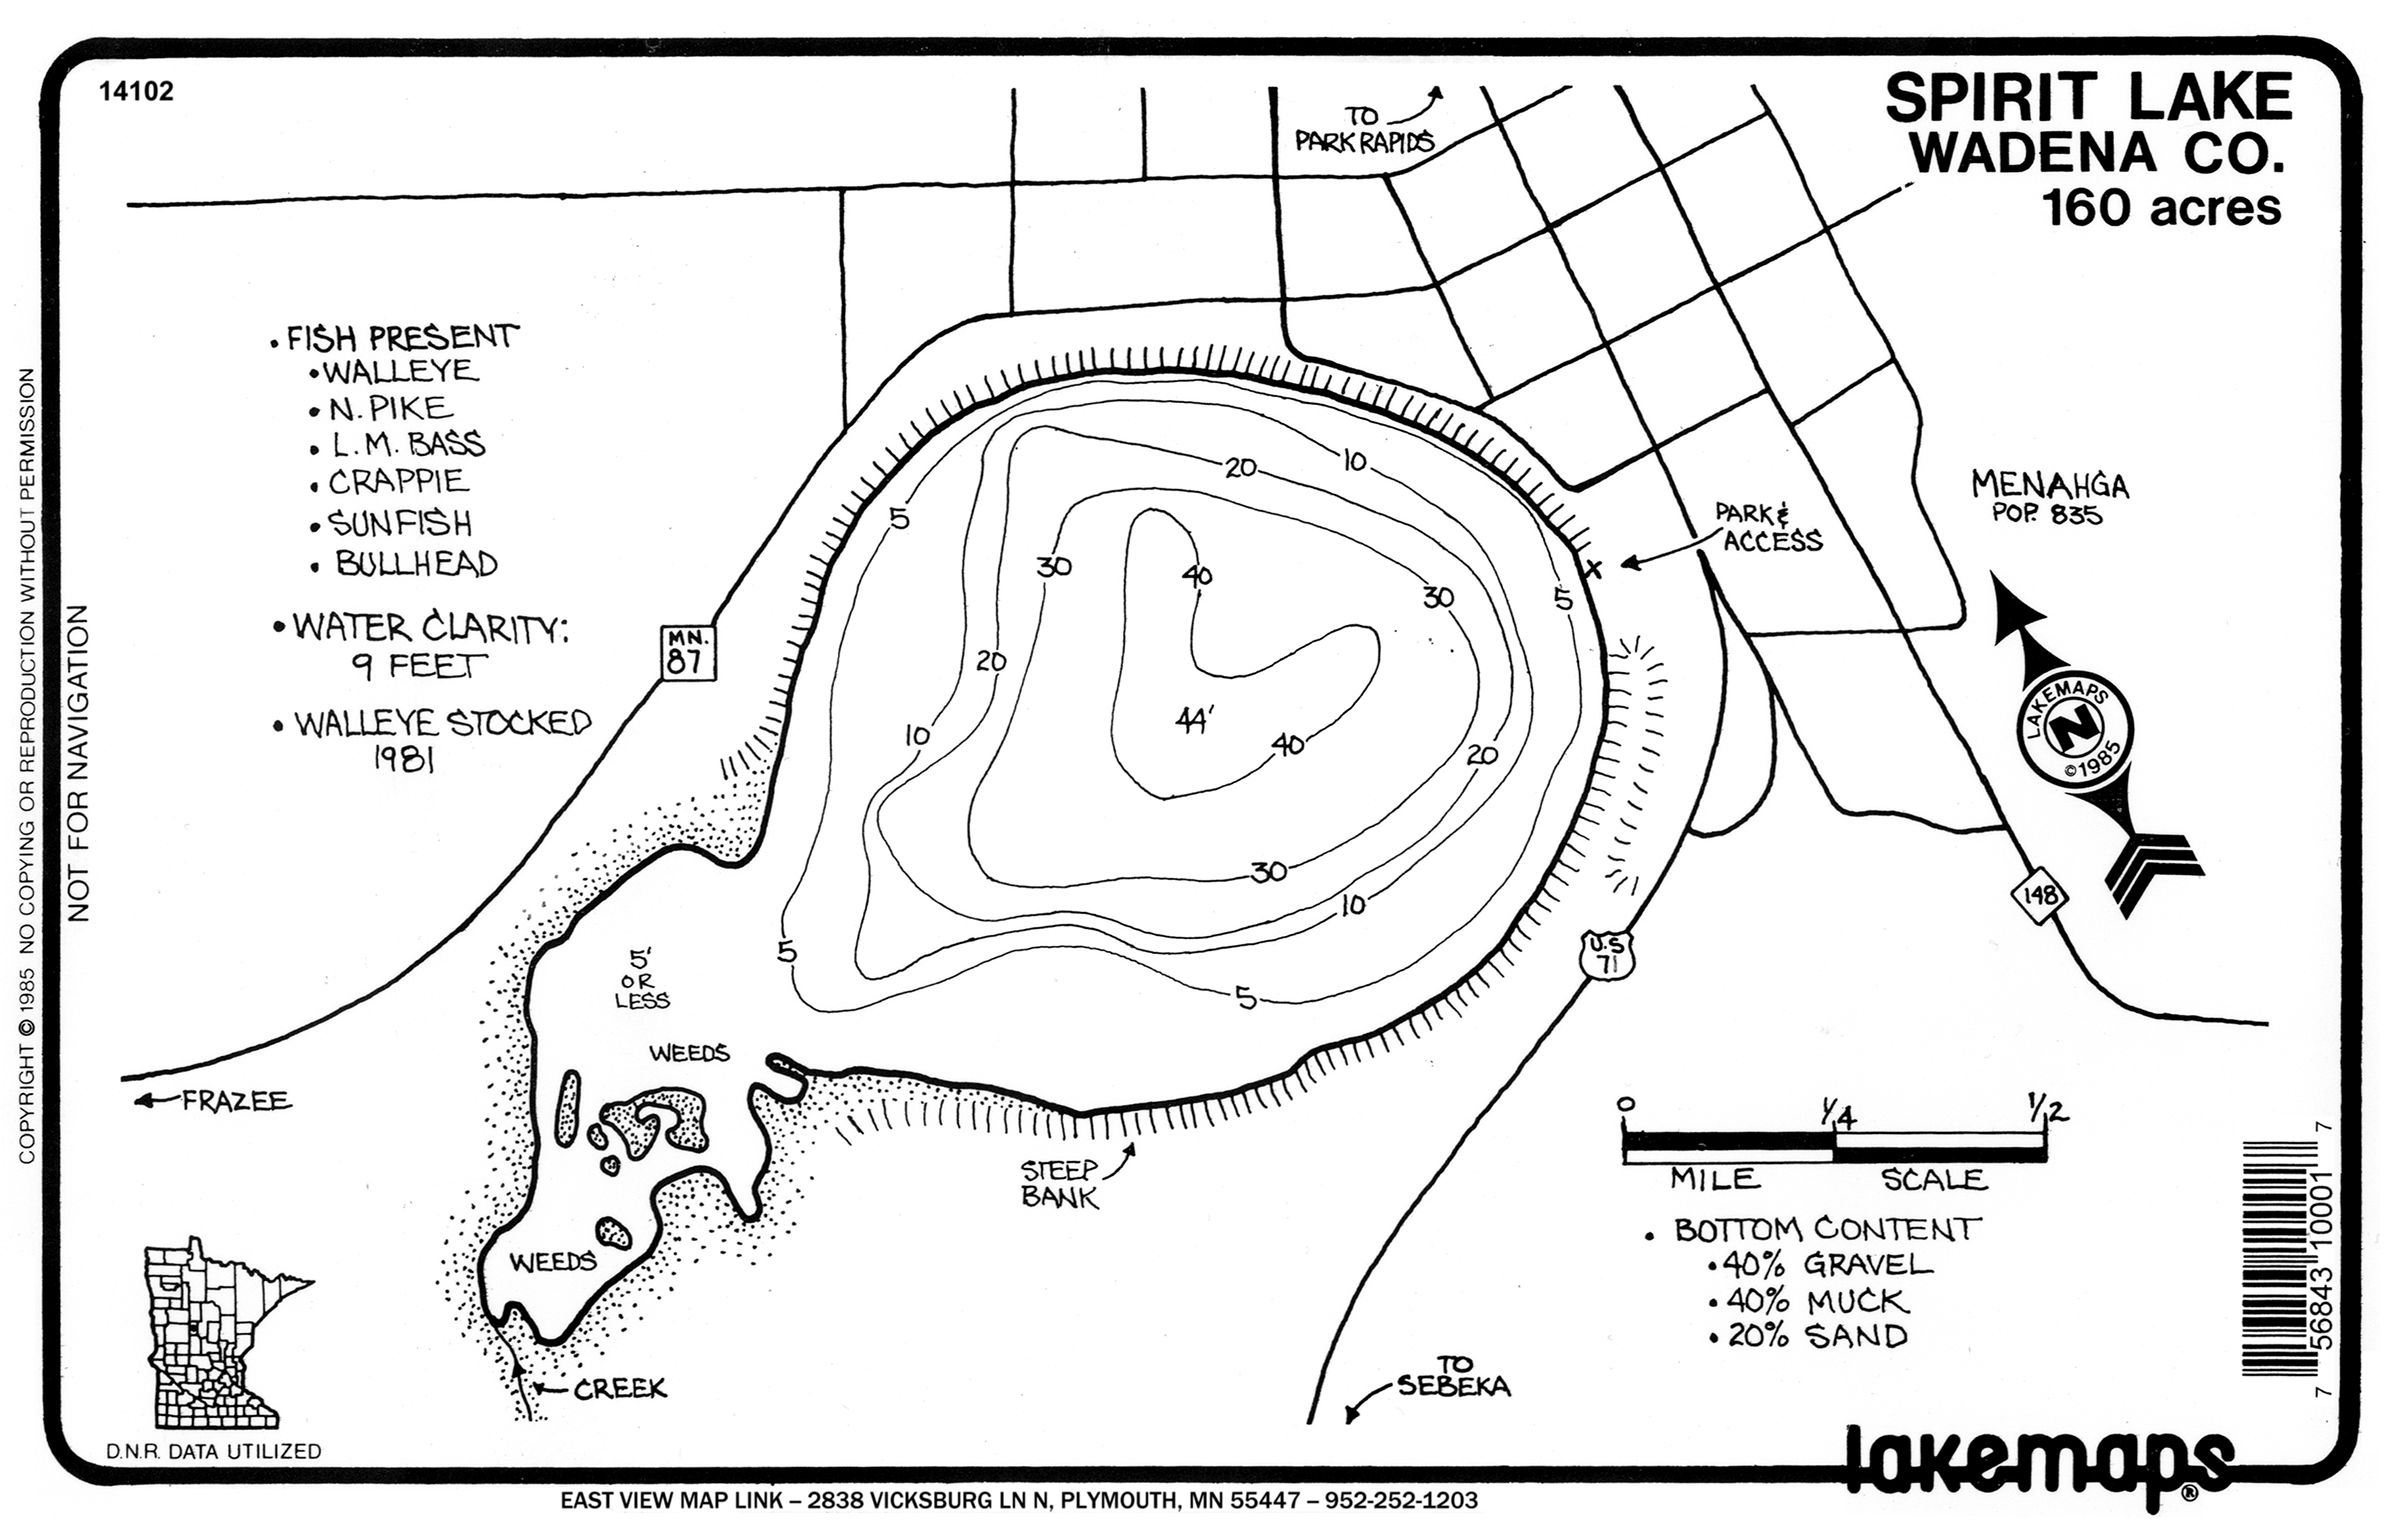 14102
SPIRIT LAKE
WADENA CO.
160 acres
TO
PARK RAPIDS
• FISH PRESENT
• WALLEYE
• N. PIKE
• L.M. BASS
• CRAPPIE
• SUNFISH
• BULLHEAD
• WATER CLARITY:
9 FEET
• WALLEYE STOCKED
1981
MN.
87
MENAHGA
POP. 835
PARK &
ACCESS
X
10
20
5
30
40
30
5
20
10
44'
40
20
30
10
5
5
5'
OR
LESS
WEEDS
WEEDS
LAKEMAPS
N
©1985
148
U.S
71
FRAZEE
STEEP
BANK
CREEK
0
1/4
1/2
MILE SCALE
• BOTTOM CONTENT
• 40% GRAVEL
• 40% MUCK
• 20% SAND
TO
SEBEKA
D.N.R. DATA UTILIZED
NOT FOR NAVIGATION
COPYRIGHT © 1985 NO COPYING OR REPRODUCTION WITHOUT PERMISSION
7 56843 10001 7
lakemaps®
EAST VIEW MAP LINK – 2838 VICKSBURG LN N, PLYMOUTH, MN 55447 – 952-252-1203